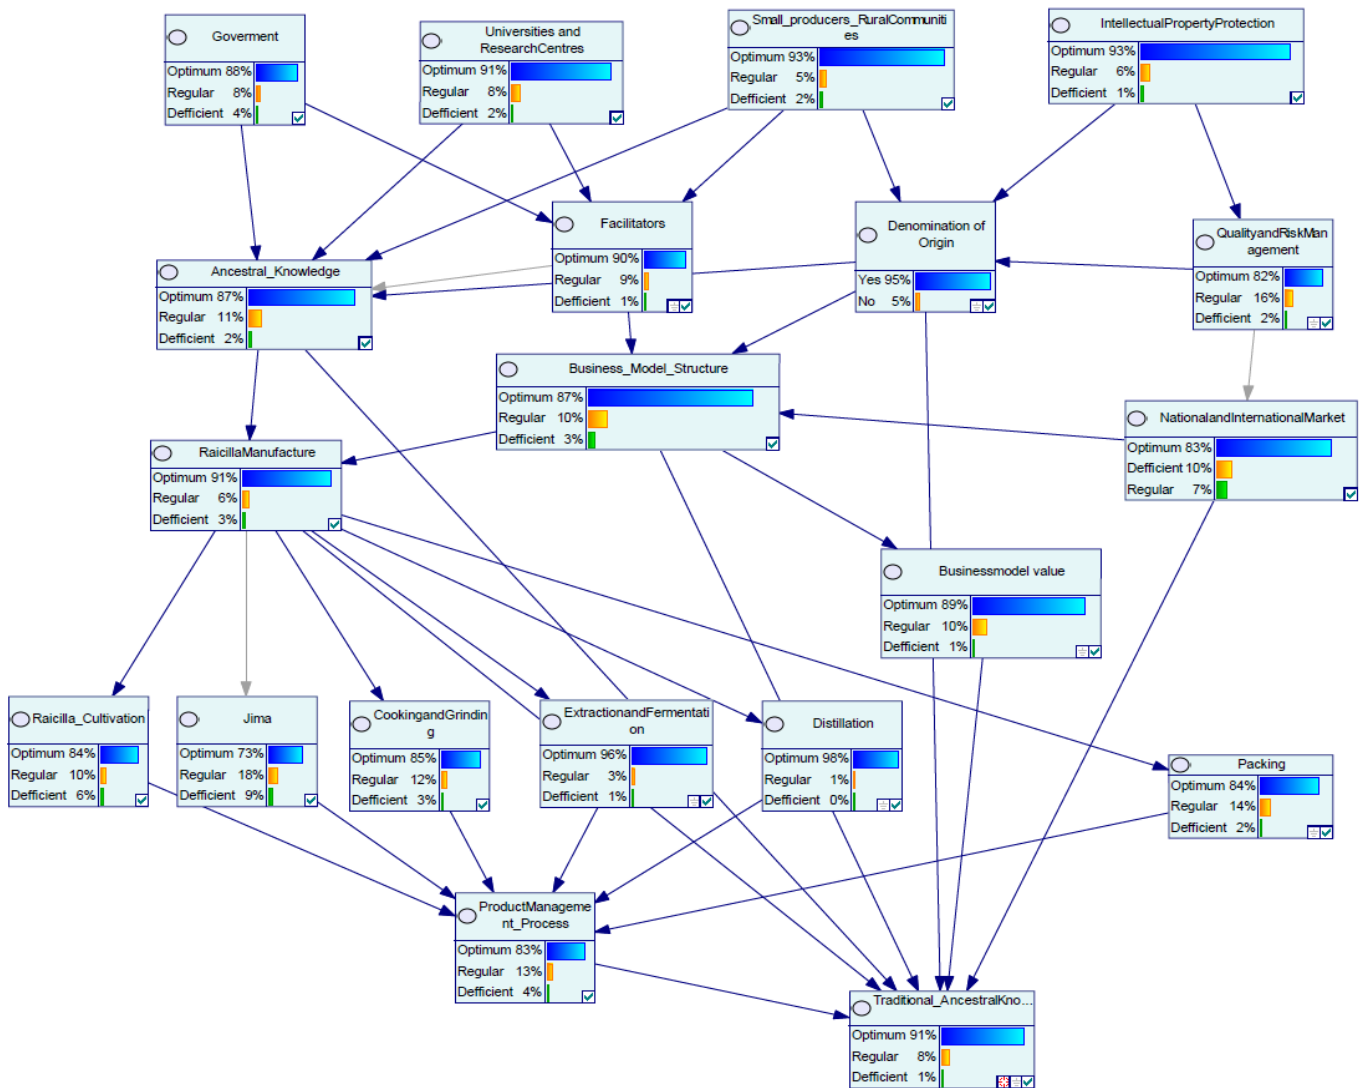 Goverment
Optimum 88%
Regular 8%
Defficient 4%
Universities and
ResearchCentres
Optimum 91%
Regular 8%
Defficient 2%
Small_producers_RuralCommuniti
es
Optimum 93%
Regular 5%
Defficient 2%
IntellectualPropertyProtection
Optimum 93%
Regular 6%
Defficient 1%
Facilitators
Optimum 90%
Regular 9%
Defficient 1%
Denomination of
Origin
Yes 95%
No 5%
QualityandRiskMan
agement
Optimum 82%
Regular 16%
Defficient 2%
Ancestral_Knowledge
Optimum 87%
Regular 11%
Defficient 2%
Business_Model_Structure
Optimum 87%
Regular 10%
Defficient 3%
NationalandInternationalMarket
Optimum 83%
Defficient 10%
Regular 7%
RaicillaManufacture
Optimum 91%
Regular 6%
Defficient 3%
Businessmodel value
Optimum 89%
Regular 10%
Defficient 1%
Raicilla_Cultivation
Optimum 84%
Regular 10%
Defficient 6%
Jima
Optimum 73%
Regular 18%
Defficient 9%
CookingandGrindin
g
Optimum 85%
Regular 12%
Defficient 3%
ExtractionandFermentati
on
Optimum 96%
Regular 3%
Defficient 1%
Distillation
Optimum 98%
Regular 1%
Defficient 0%
Packing
Optimum 84%
Regular 14%
Defficient 2%
ProductManageme
nt_Process
Optimum 83%
Regular 13%
Defficient 4%
Traditional_AncestralKno...
Optimum 91%
Regular 8%
Defficient 1%